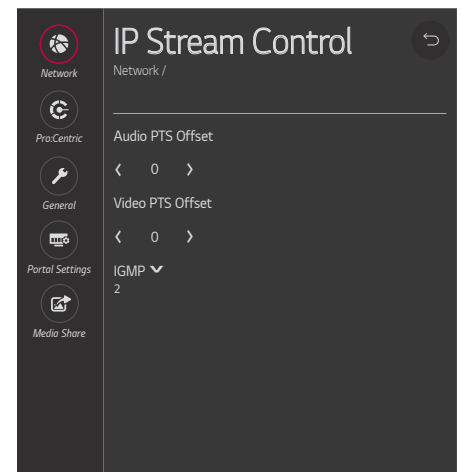 IP Stream Control
Network /
Network
Pro:Centric
General
Portal Settings
Media Share
Audio PTS Offset
0
Video PTS Offset
0
IGMP
2